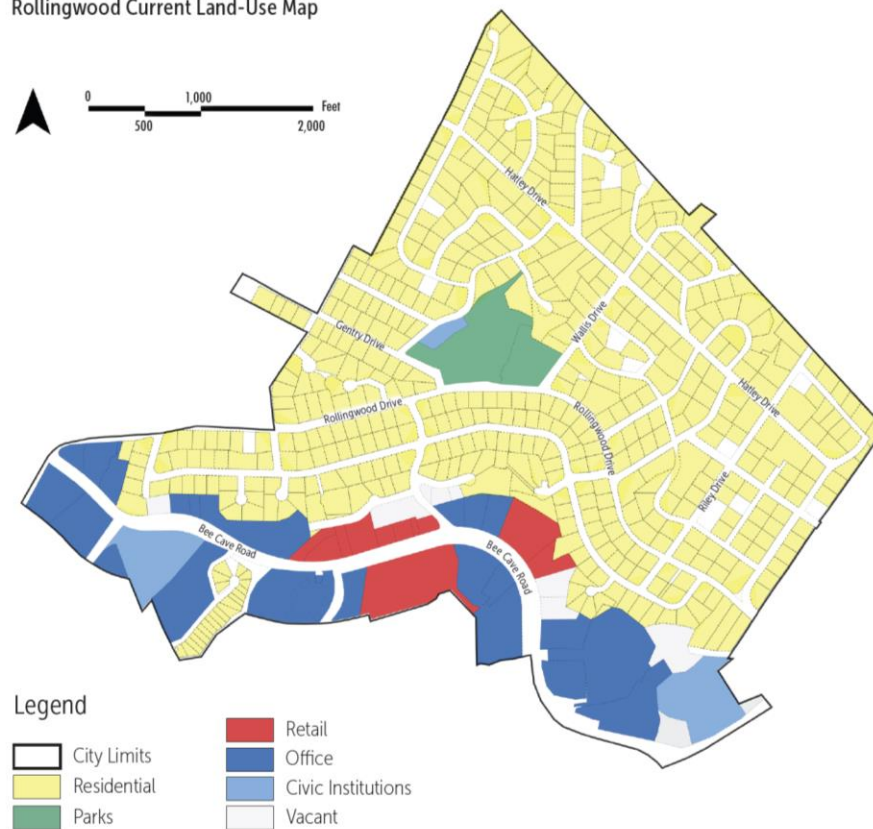 Rollingwood Current Land-Use Map
0
1,000
Feet
500
2,000
Hatley Drive
Wallis Drive
Gentry Drive
Rollingwood Drive
Rollingwood Drive
Hatley Drive
Riley Drive
Bee Cave Road
Bee Cave Road
Legend
City Limits
Residential
Parks
Retail
Office
Civic Institutions
Vacant